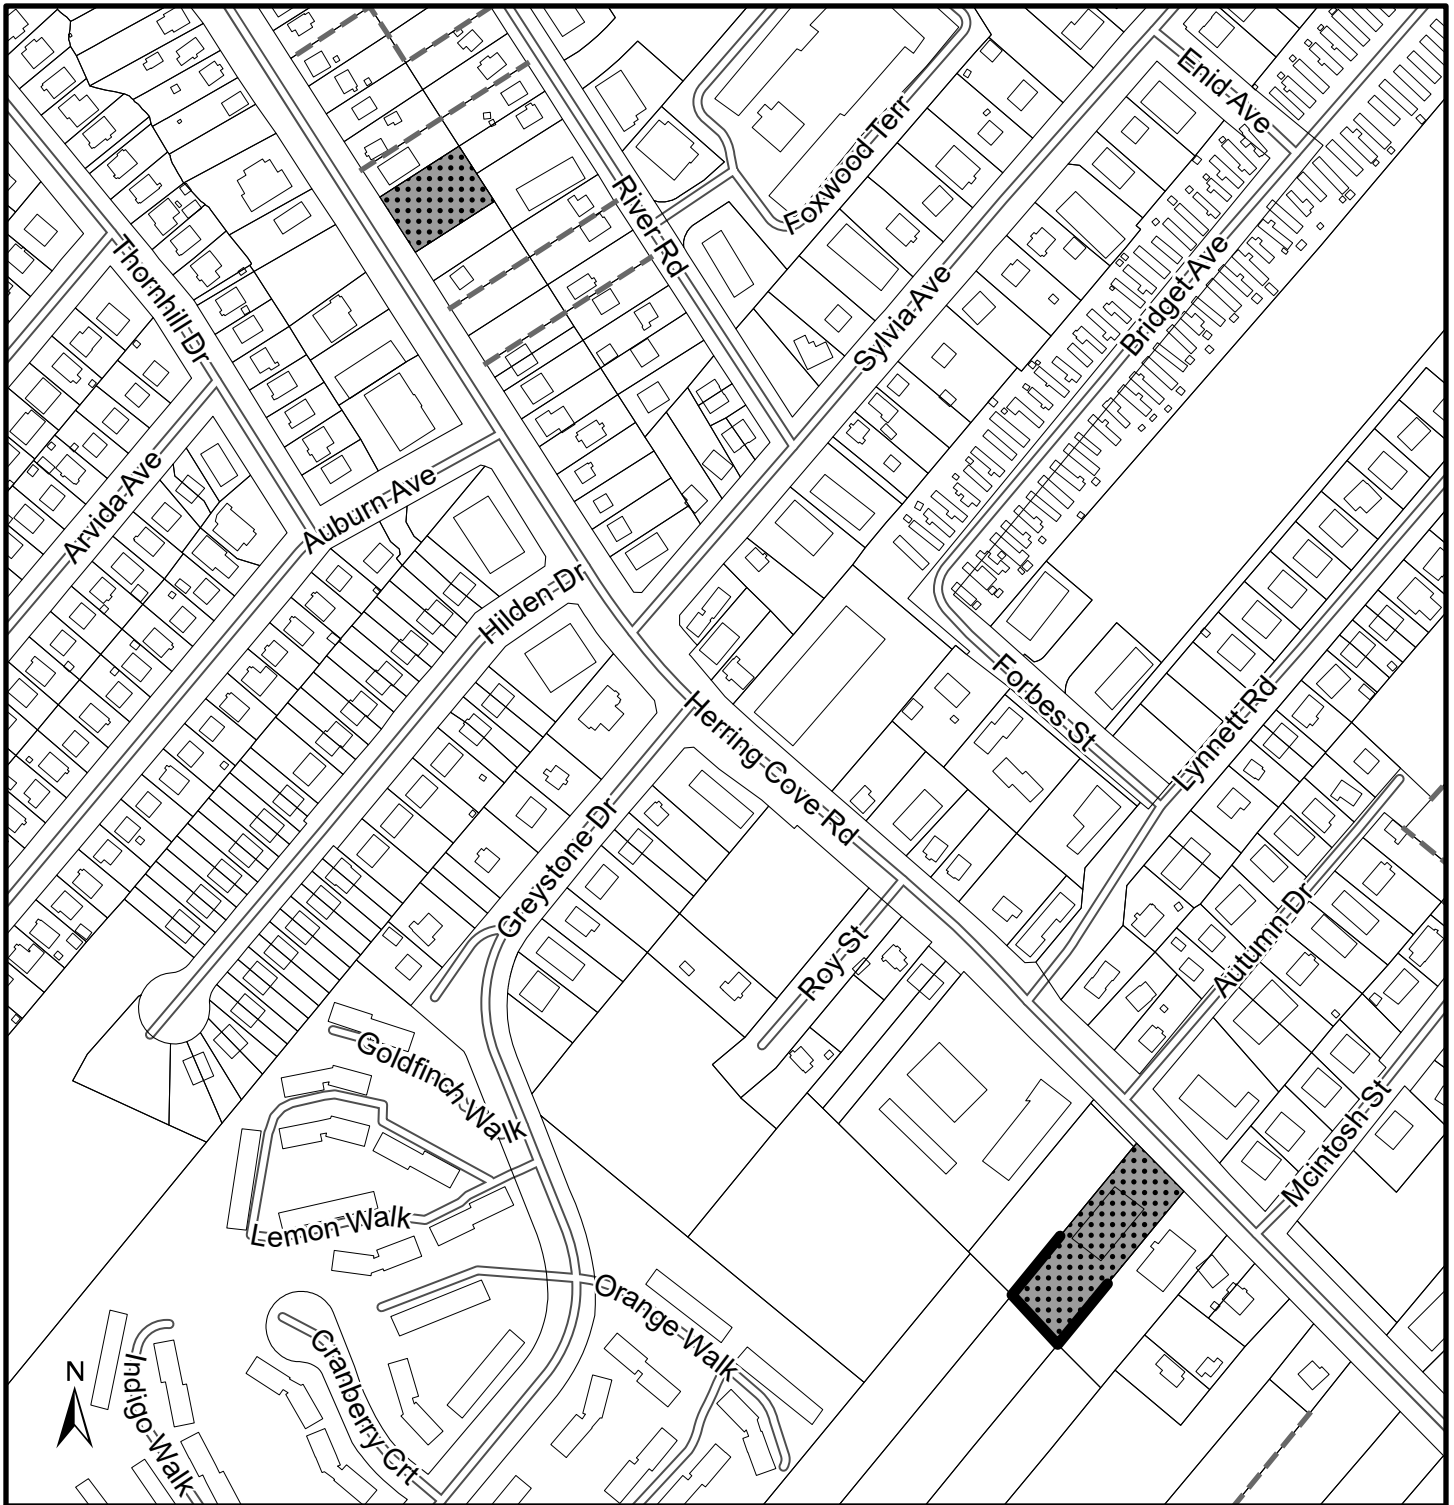 Enid Ave
Foxwood Terr
River Rd
Thornhill Dr
Sylvia Ave
Bridget Ave
Arvida Ave
Auburn Ave
Hilden Dr
Herring Cove Rd
Forbes St
Lynnett Rd
Greystone Dr
Roy St
Autumn Dr
Goldfinch Walk
Mcintosh St
Lemon Walk
Orange Walk
Cranberry Crt
Indigo Walk
N